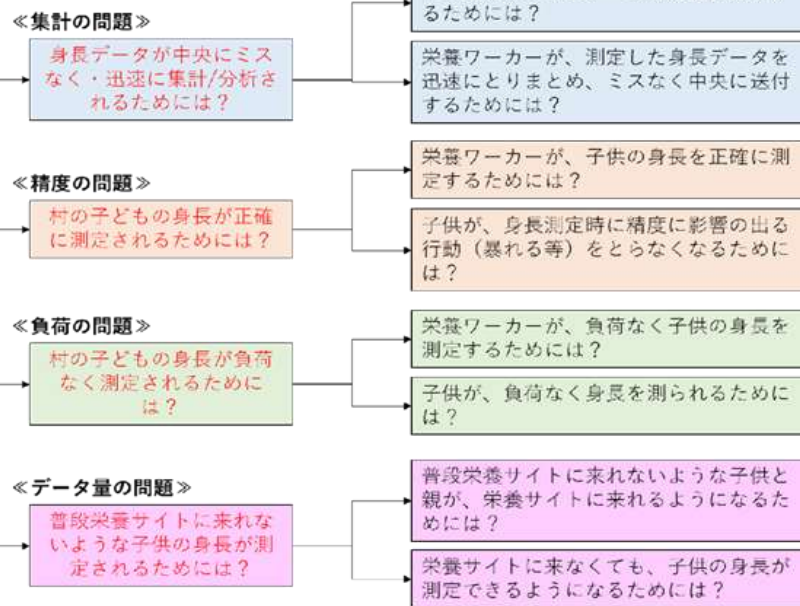 ≪集計の問題≫
身長データが中央にミス
なく・迅速に集計/分析さ
れるためには？
るためには？
栄養ワーカーが、測定した身長データを
迅速にとりまとめ、ミスなく中央に送付
するためには？
≪精度の問題≫
村の子どもの身長が正確
に測定されるためには？
栄養ワーカーが、子供の身長を正確に測
定するためには？
子供が、身長測定時に精度に影響の出る
行動（暴れる等）をとらなくなるために
は？
≪負荷の問題≫
村の子どもの身長が負荷
なく測定されるために
は？
栄養ワーカーが、負荷なく子供の身長を
測定するためには？
子供が、負荷なく身長を測られるために
は？
≪データ量の問題≫
普段栄養サイトに来れな
いような子供の身長が測
定されるためには？
普段栄養サイトに来れないような子供と
親が、栄養サイトに来れるようになるた
めには？
栄養サイトに来なくても、子供の身長が
測定できるようになるためには？